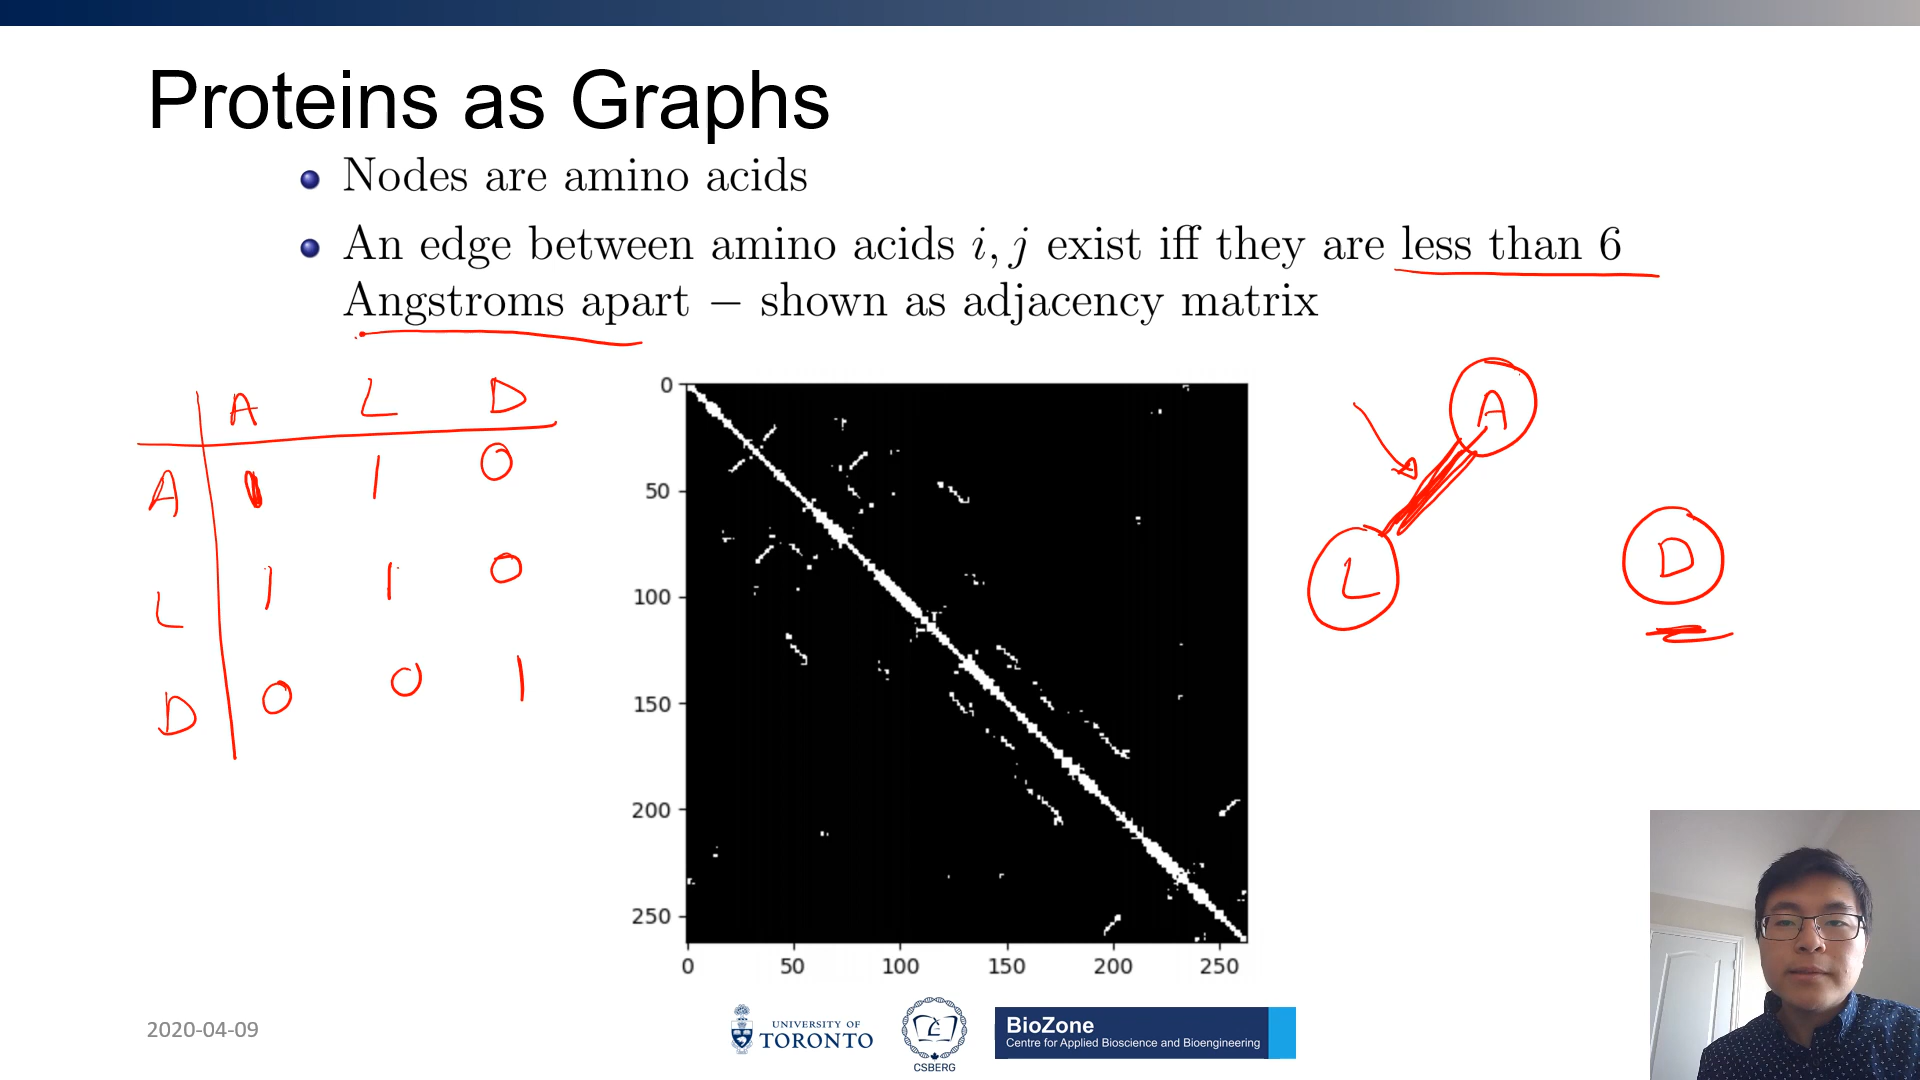 Proteins as Graphs
Nodes are amino acids
An edge between amino acids i, j exist iff they are less than 6
Angstroms apart – shown as adjacency matrix
A L D
A 1 1 0
L 1 1 0
D 0 0 1
0
50
100
150
200
250
0 50 100 150 200 250
A
L
D
2020-04-09
UNIVERSITY OF
TORONTO
CSBERG
BioZone
Centre for Applied Bioscience and Bioengineering